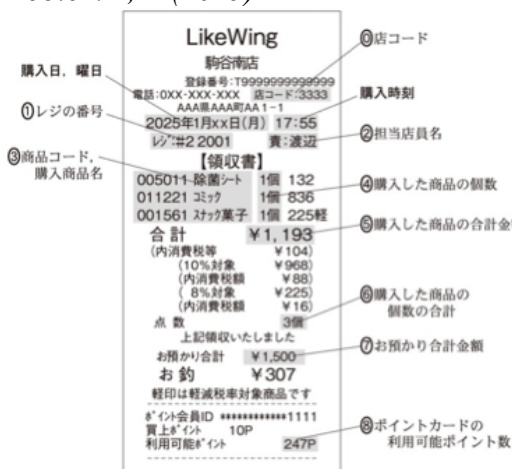 LikeWing
駒谷南店
登録番号:T9999999999999
電話:0XX-XXX-XXX 店コード:3333
AAA県AAA町AA1-1
2025年1月xx日(月) 17:55
レジ:#2 2001 責:渡辺
【領収書】
005011 除菌シート 1個 132
011221 コミック 1個 836
001561 スナック菓子 1個 225軽
合計 ¥1,193
(内消費税等 ¥104)
(10%対象 ¥968)
(内消費税額 ¥88)
( 8%対象 ¥225)
(内消費税額 ¥16)
点 数 3個
上記領収いたしました
お預かり合計 ¥1,500
お釣 ¥307
軽印は軽減税率対象商品です
ポイント会員ID ************1111
買上ポイント 10P
利用可能ポイント 247P
購入日,曜日
①レジの番号
③商品コード,
購入商品名
⓪店コード
購入時刻
②担当店員名
④購入した商品の個数
⑤購入した商品の合計金
⑥購入した商品の
個数の合計
⑦お預かり合計金額
⑧ポイントカードの
利用可能ポイント数